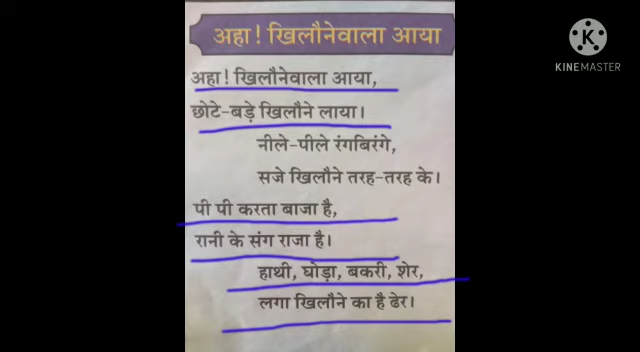 अहा! खिलौनेवाला आया
KINEMASTER
अहा! खिलौनेवाला आया,
छोटे-बड़े खिलौने लाया।
नीले-पीले रंगबिरंगे,
सजे खिलौने तरह-तरह के।
पी पी करता बाजा है,
रानी के संग राजा है।
हाथी, घोड़ा, बकरी, शेर,
लगा खिलौने का है ढेर।